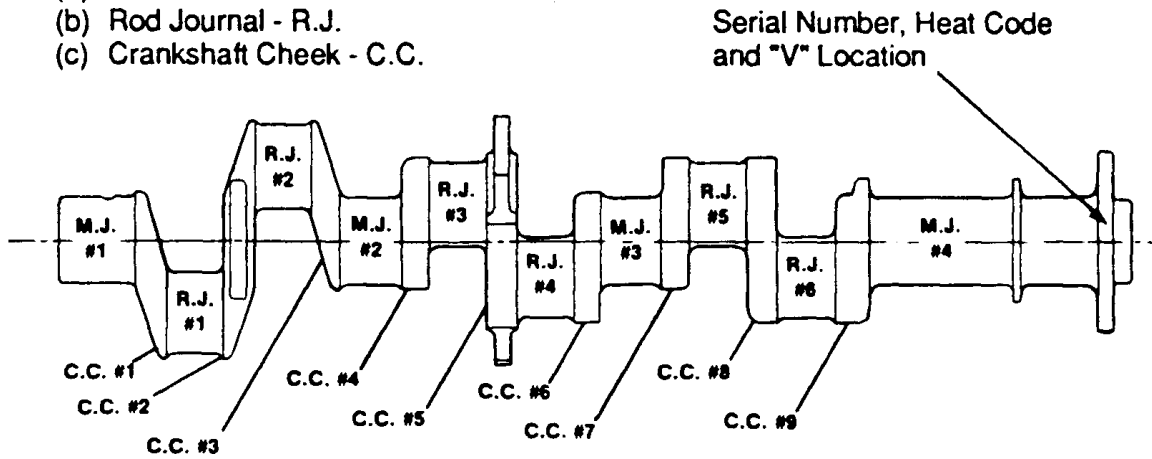 (b) Rod Journal - R.J.
(c) Crankshaft Cheek - C.C.
Serial Number, Heat Code
and "V" Location
M.J.
#1
R.J.
#1
R.J.
#2
M.J.
#2
R.J.
#3
R.J.
#4
M.J.
#3
R.J.
#5
R.J.
#6
M.J.
#4
C.C. #1
C.C. #2
C.C. #3
C.C. #4
C.C. #5
C.C. #6
C.C. #7
C.C. #8
C.C. #9